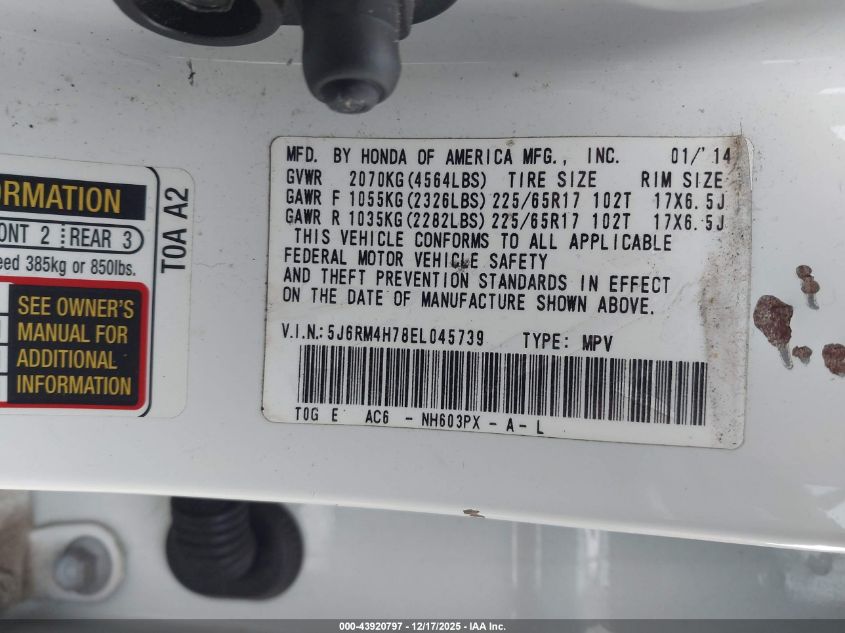 MFD. BY HONDA OF AMERICA MFG., INC. 01/'14
GVWR 2070KG(4564LBS) TIRE SIZE RIM SIZE
GAWR F 1055KG(2326LBS) 225/65R17 102T 17X6.5J
GAWR R 1035KG(2282LBS) 225/65R17 102T 17X6.5J
THIS VEHICLE CONFORMS TO ALL APPLICABLE
FEDERAL MOTOR VEHICLE SAFETY
AND THEFT PREVENTION STANDARDS IN EFFECT
ON THE DATE OF MANUFACTURE SHOWN ABOVE.
V.I.N.:5J6RM4H78EL045739 TYPE: MPV
T0G E AC6 - NH603PX - A - L
ORMATION
ONT 2 REAR 3
eed 385kg or 850lbs.
SEE OWNER'S
MANUAL FOR
ADDITIONAL
INFORMATION
T0A A2
000-43920797 - 12/17/2025 - IAA Inc.